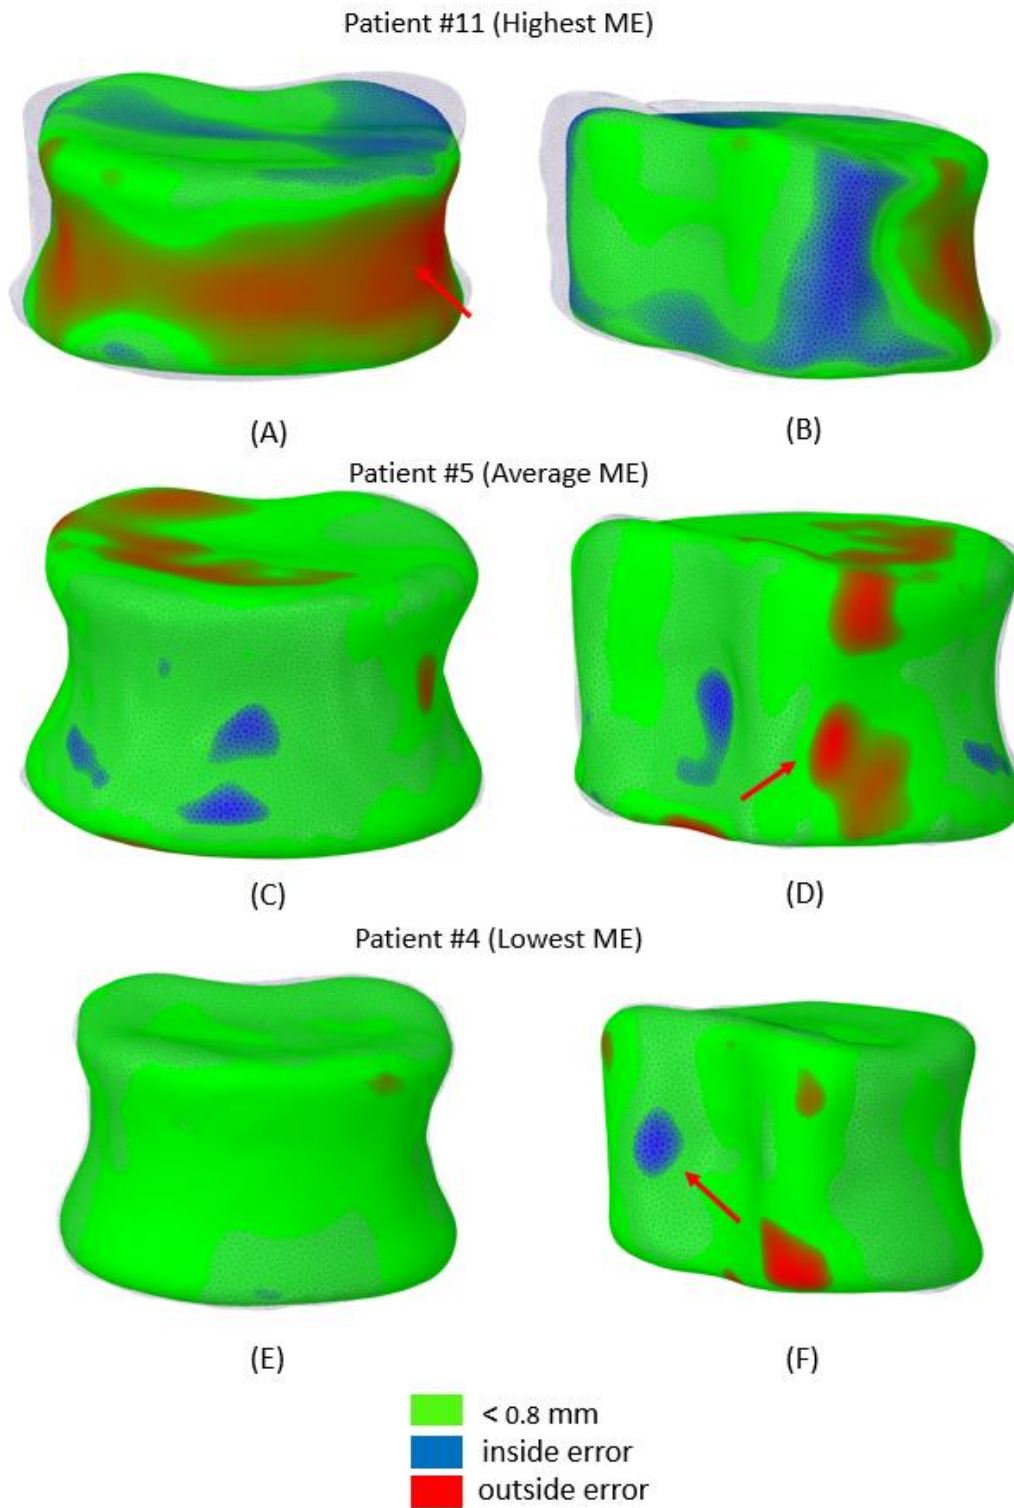 Patient #11 (Highest ME)
(A)
(B)
Patient #5 (Average ME)
(C)
(D)
Patient #4 (Lowest ME)
(E)
(F)
< 0.8 mm
inside error
outside error